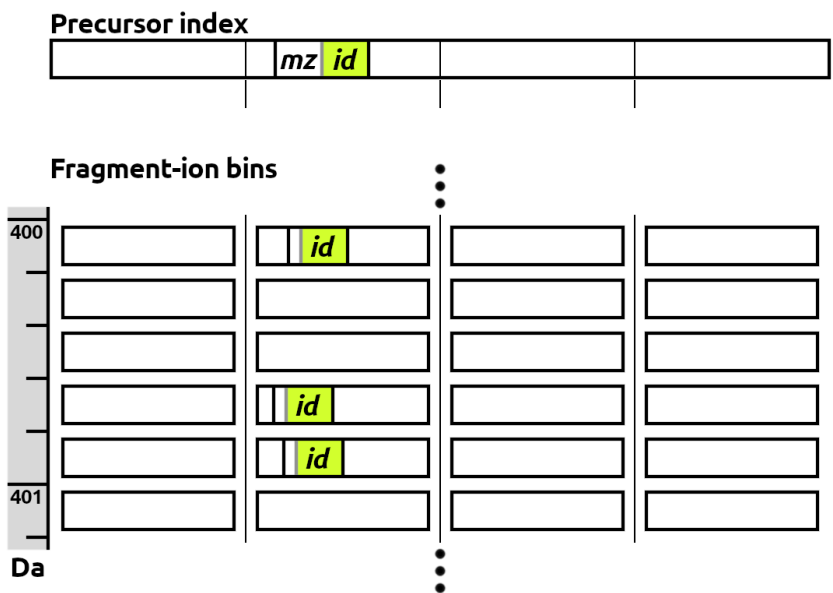 Precursor index
mz id
Fragment-ion bins
400
id
id
id
401
Da